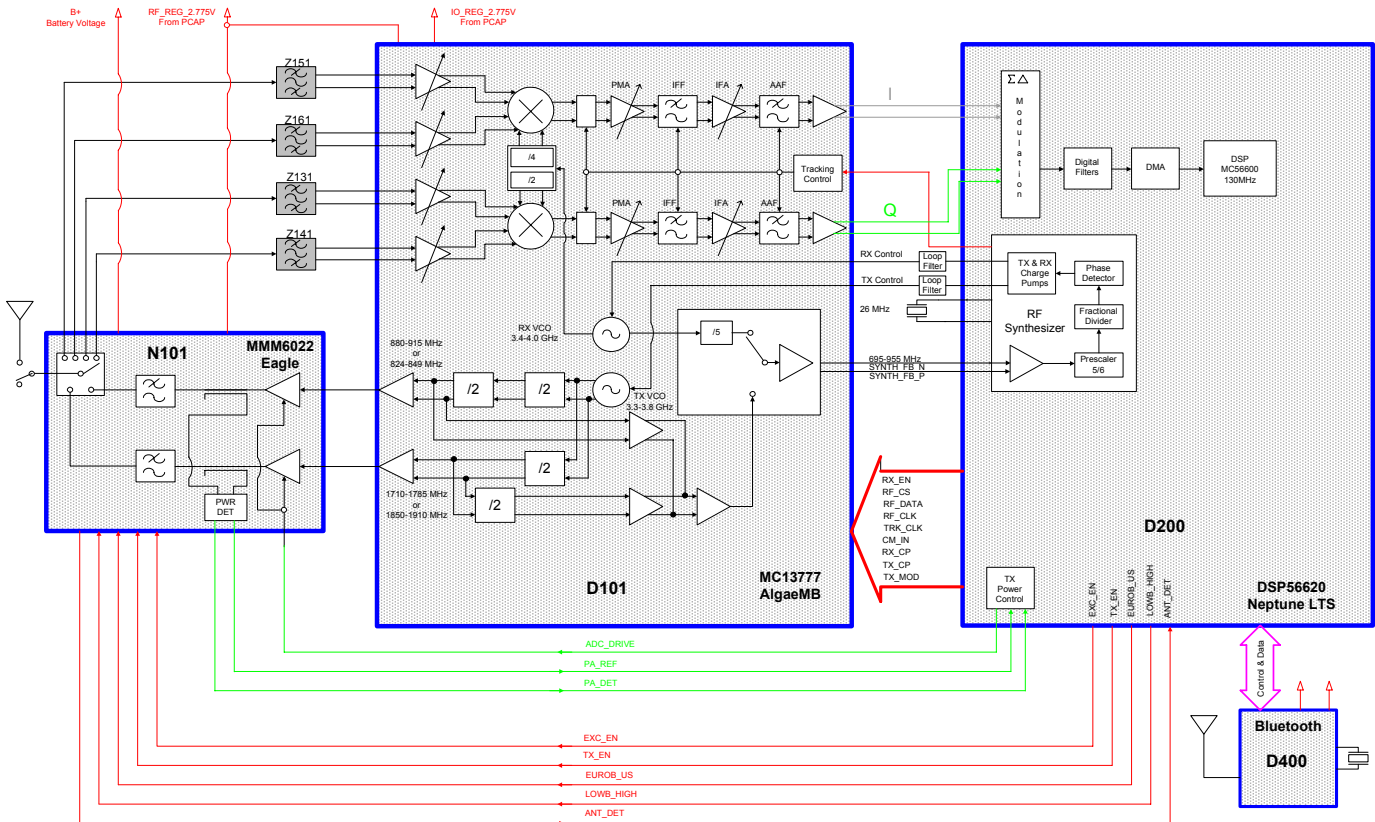 B+
Battery Voltage
RF_REG_2.775V
From PCAP
IO_REG_2.775V
From PCAP
Z151
Z161
Z131
Z141
PMA
IFF
IFA
AAF
I
/4
/2
Tracking
Control
PMA
IFF
IFA
AAF
Q
ΣΔ
M
o
d
u
l
a
t
i
o
n
Digital
Filters
DMA
DSP
MC56600
130MHz
RX Control
Loop
Filter
TX Control
Loop
Filter
26 MHz
TX & RX
Charge
Pumps
Phase
Detector
RF
Synthesizer
Fractional
Divider
Prescaler
5/6
RX VCO
3.4-4.0 GHz
/5
695-955 MHz
SYNTH_FB_N
SYNTH_FB_P
N101
MMM6022
Eagle
880-915 MHz
or
824-849 MHz
/2
/2
TX VCO
3.3-3.8 GHz
/2
/2
1710-1785 MHz
or
1850-1910 MHz
PWR
DET
D101
MC13777
AlgaeMB
RX_EN
RF_CS
RF_DATA
RF_CLK
TRK_CLK
CM_IN
RX_CP
TX_CP
TX_MOD
D200
TX
Power
Control
EXC_EN
TX_EN
EUROB_US
LOWB_HIGH
ANT_DET
DSP56620
Neptune LTS
ADC_DRIVE
PA_REF
PA_DET
Control & Data
Bluetooth
D400
EXC_EN
TX_EN
EUROB_US
LOWB_HIGH
ANT_DET